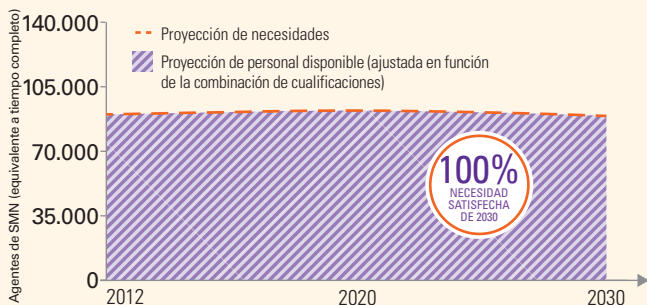 Agentes de SMN (equivalente a tiempo completo)
140.000
105.000
70.000
35.000
0
Proyección de necesidades
Proyección de personal disponible (ajustada en función
de la combinación de cualificaciones)
100%
NECESIDAD
SATISFECHA
DE 2030
2012
2020
2030